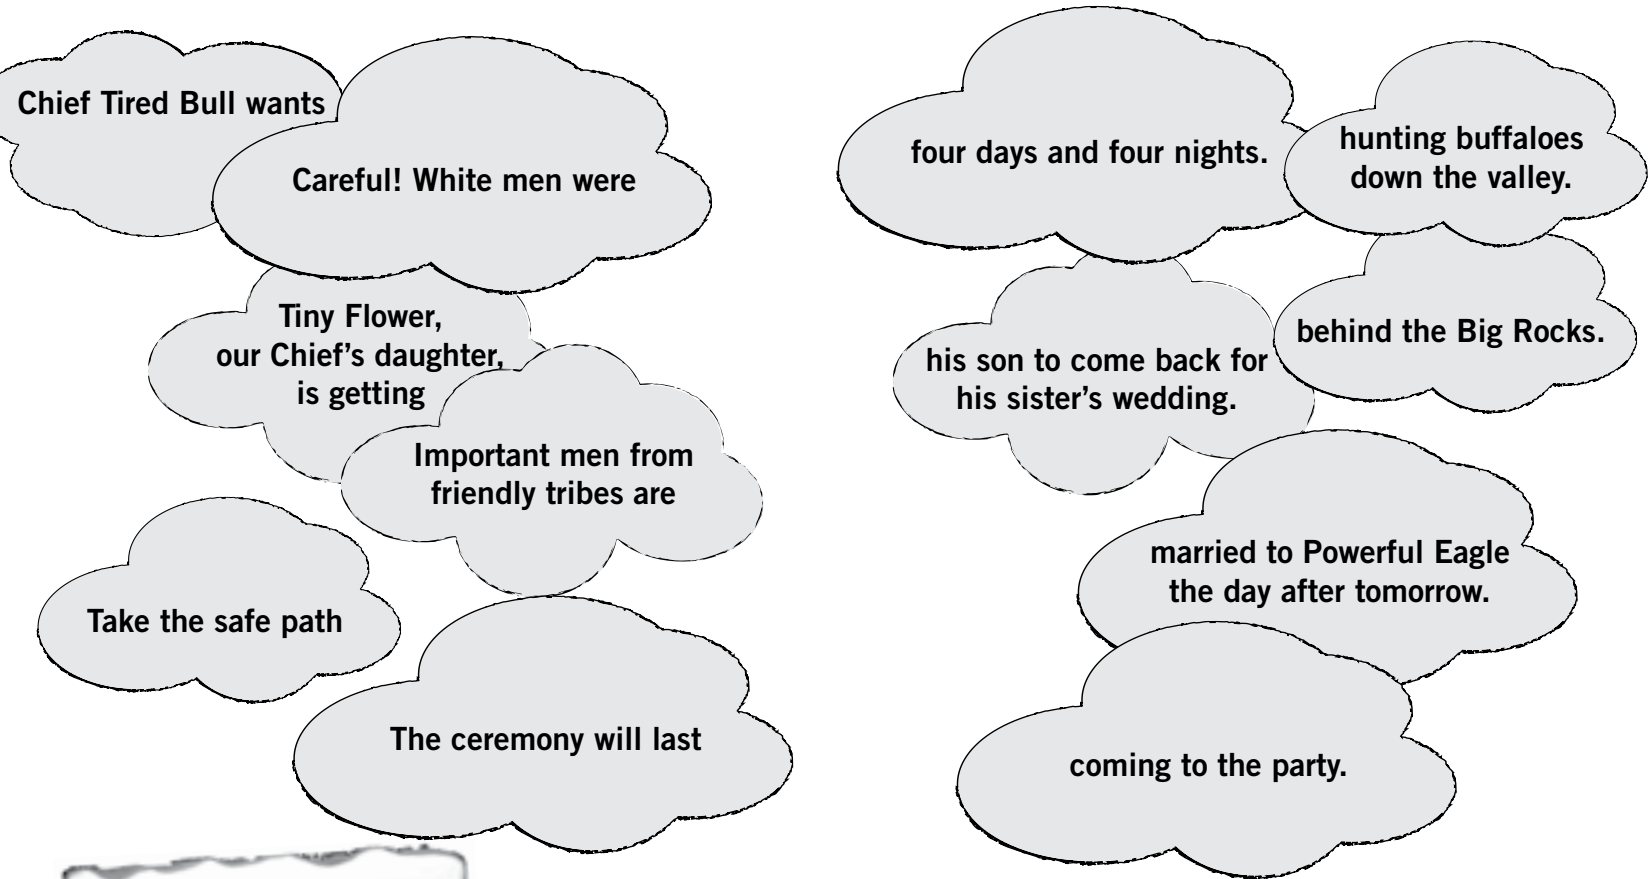 Chief Tired Bull wants
Careful! White men were
Tiny Flower,
our Chief’s daughter,
is getting
Important men from
friendly tribes are
Take the safe path
The ceremony will last
four days and four nights.
hunting buffaloes
down the valley.
his son to come back for
his sister’s wedding.
behind the Big Rocks.
married to Powerful Eagle
the day after tomorrow.
coming to the party.